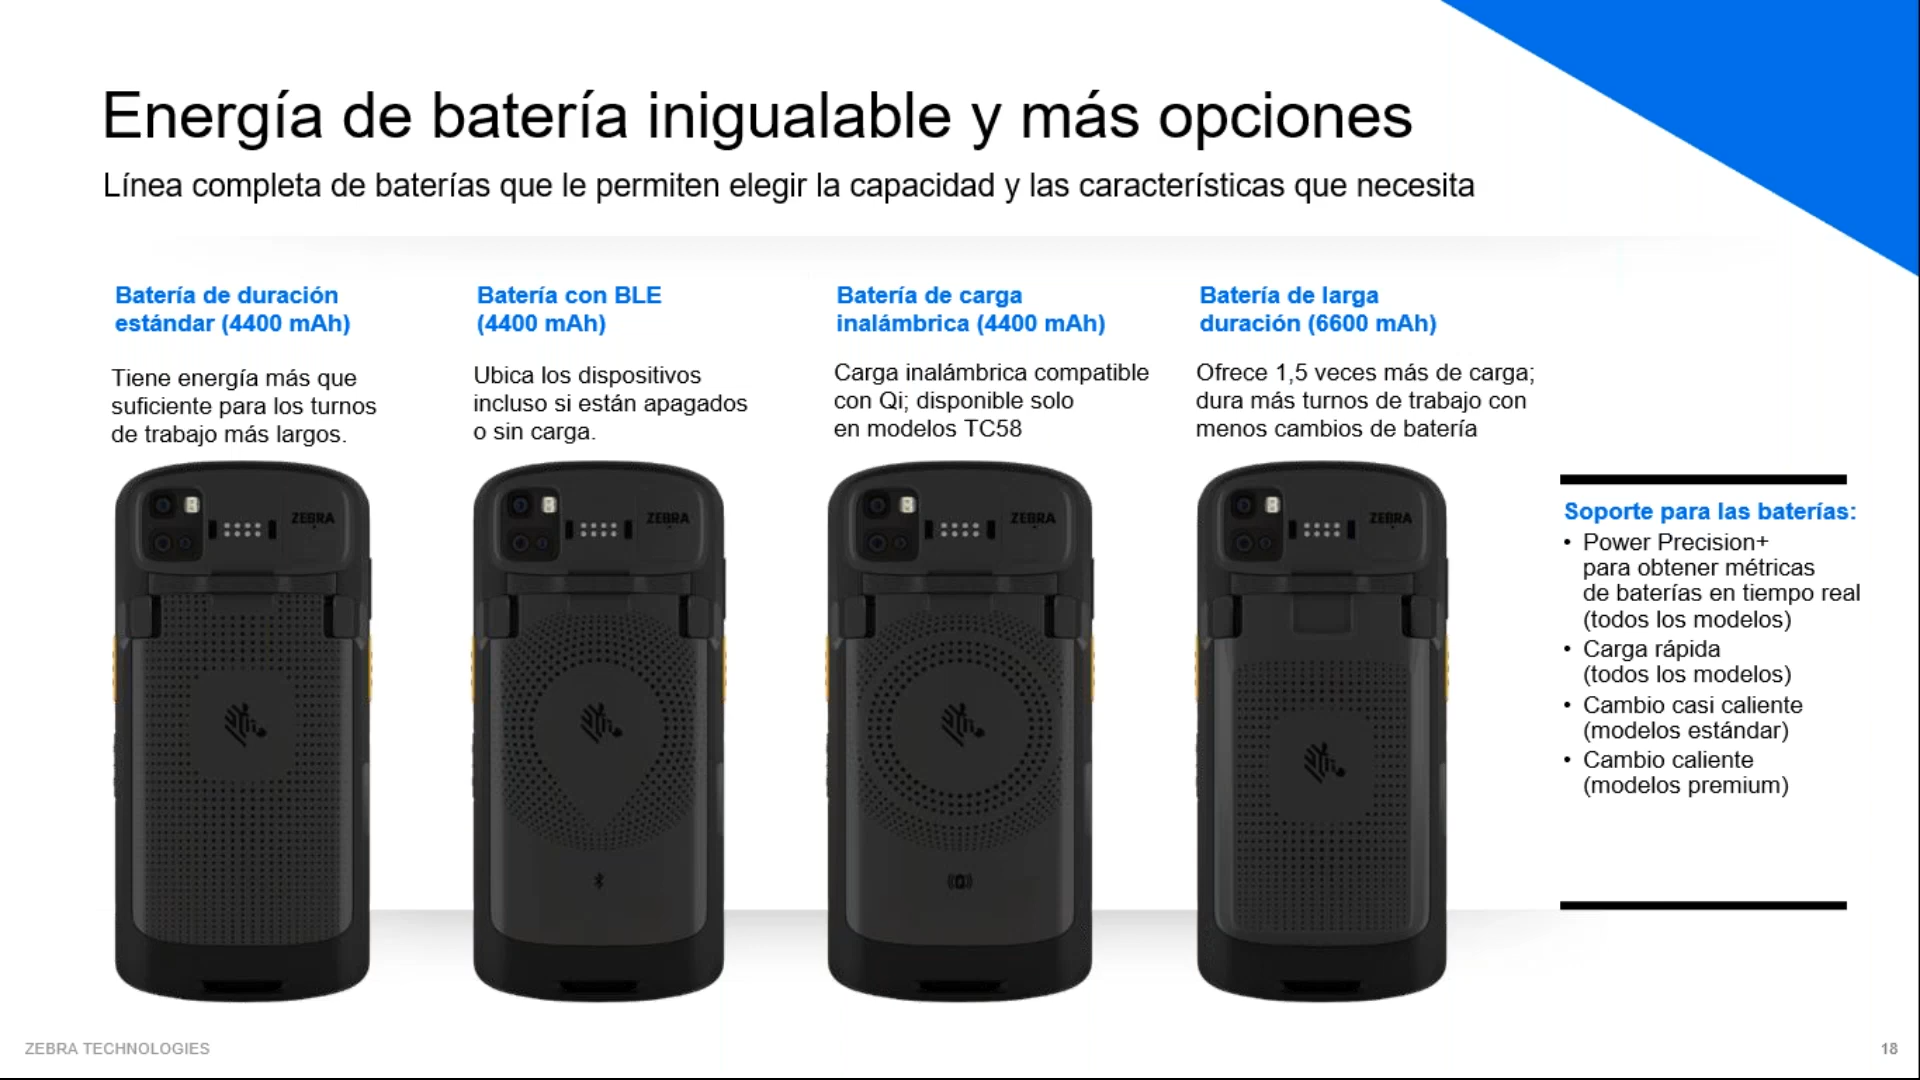 Energía de batería inigualable y más opciones
Línea completa de baterías que le permiten elegir la capacidad y las características que necesita
Batería de duración
estándar (4400 mAh)
Tiene energía más que
suficiente para los turnos
de trabajo más largos.
Batería con BLE
(4400 mAh)
Ubica los dispositivos
incluso si están apagados
o sin carga.
Batería de carga
inalámbrica (4400 mAh)
Carga inalámbrica compatible
con Qi; disponible solo
en modelos TC58
Batería de larga
duración (6600 mAh)
Ofrece 1,5 veces más de carga;
dura más turnos de trabajo con
menos cambios de batería
ZEBRA
ZEBRA
ZEBRA
ZEBRA
Soporte para las baterías:
• Power Precision+
para obtener métricas
de baterías en tiempo real
(todos los modelos)
• Carga rápida
(todos los modelos)
• Cambio casi caliente
(modelos estándar)
• Cambio caliente
(modelos premium)
ZEBRA TECHNOLOGIES
18